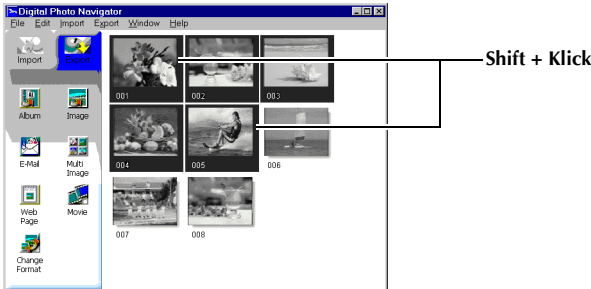 Digital Photo Navigator
File Edit Import Export Window Help
Import Export
Shift + Klick
001 002 003
Album Image
004 005 006
E-Mail Multi Image
Web Page Movie
007 008
Change Format